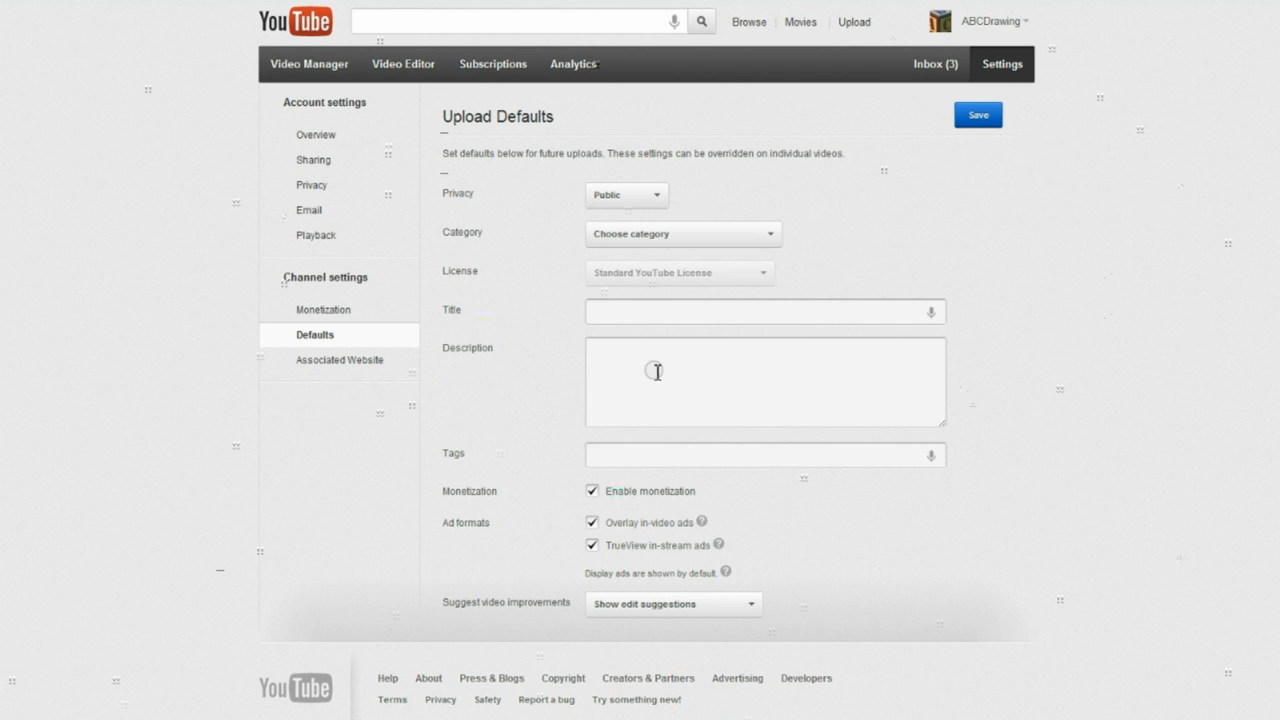 YouTube
Browse Movies Upload ABCDrawing
Video Manager Video Editor Subscriptions Analytics Inbox (3) Settings
Account settings
Overview
Sharing
Privacy
Email
Playback
Channel settings
Monetization
Defaults
Associated Website
Upload Defaults
Save
Set defaults below for future uploads. These settings can be overridden on individual videos.
Privacy Public
Category Choose category
License Standard YouTube License
Title
Description
Tags
Monetization Enable monetization
Ad formats Overlay in-video ads ?
TrueView in-stream ads ?
Display ads are shown by default. ?
Suggest video improvements Show edit suggestions
YouTube
Help About Press & Blogs Copyright Creators & Partners Advertising Developers
Terms Privacy Safety Report a bug Try something new!